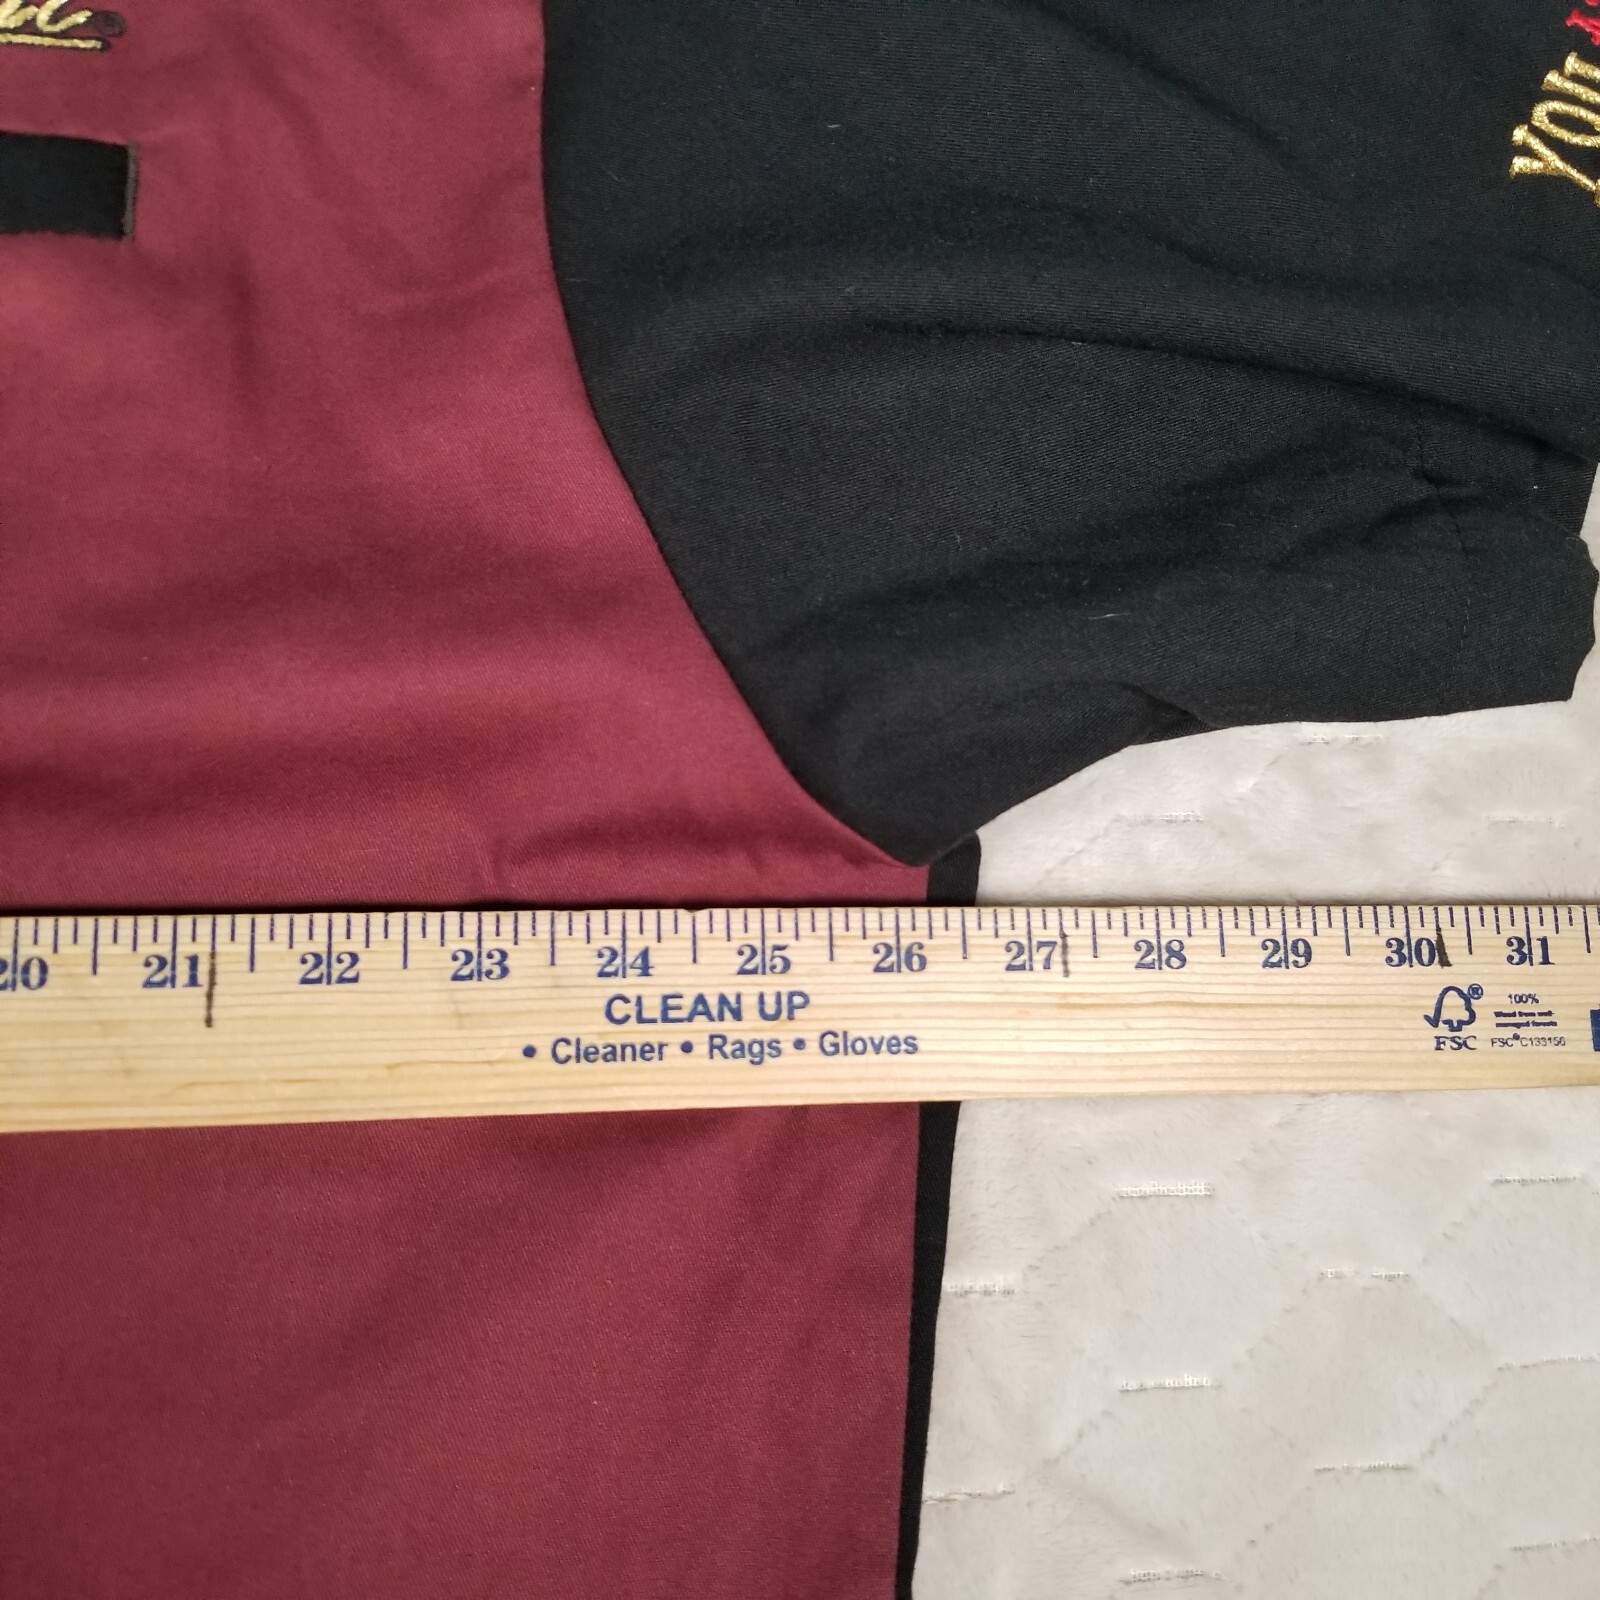 YOU
20 21 22 23 24 25 26 27 28 29 30 31
CLEAN UP
• Cleaner • Rags • Gloves
®
100%
FSC
FSC® C133156